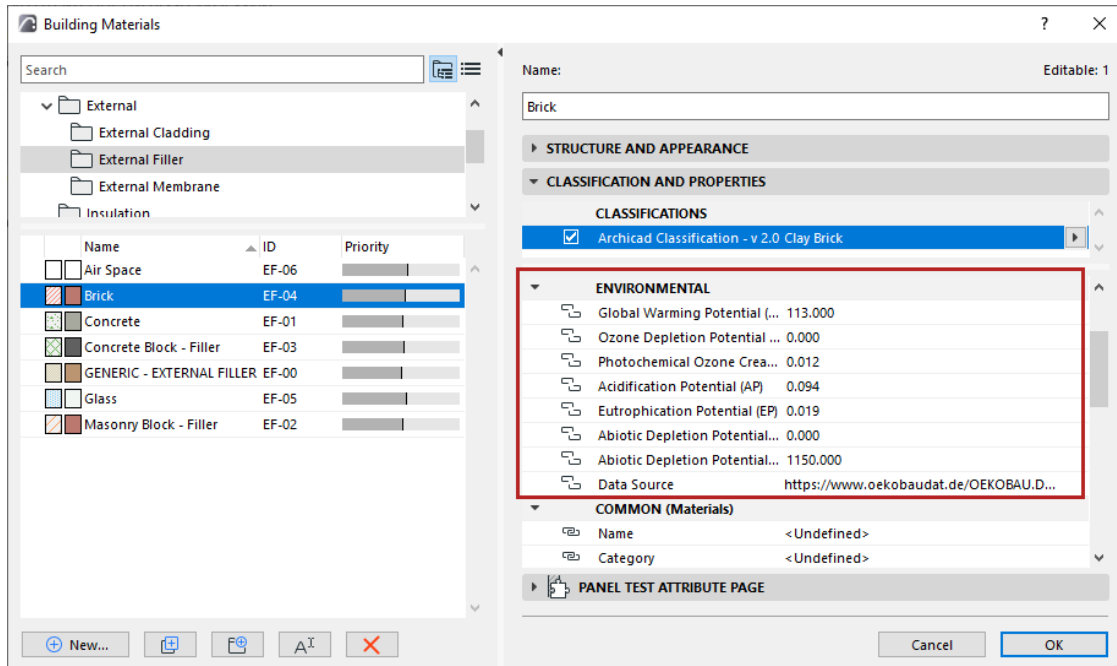 Building Materials
?
Search
External
External Cladding
External Filler
External Membrane
Insulation
Name ID Priority
Air Space EF-06
Brick EF-04
Concrete EF-01
Concrete Block - Filler EF-03
GENERIC - EXTERNAL FILLER EF-00
Glass EF-05
Masonry Block - Filler EF-02
New...
Name: Editable: 1
Brick
STRUCTURE AND APPEARANCE
CLASSIFICATION AND PROPERTIES
CLASSIFICATIONS
Archicad Classification - v 2.0 Clay Brick
ENVIRONMENTAL
Global Warming Potential (... 113.000
Ozone Depletion Potential ... 0.000
Photochemical Ozone Crea... 0.012
Acidification Potential (AP) 0.094
Eutrophication Potential (EP) 0.019
Abiotic Depletion Potential... 0.000
Abiotic Depletion Potential... 1150.000
Data Source https://www.oekobaudat.de/OEKOBAU.D...
COMMON (Materials)
Name <Undefined>
Category <Undefined>
PANEL TEST ATTRIBUTE PAGE
Cancel OK